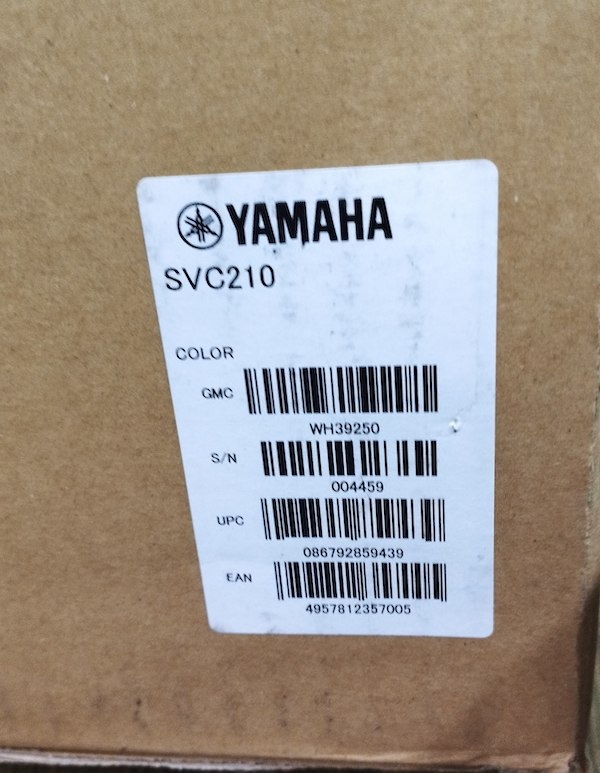 YAMAHA
SVC210
COLOR
GMC
WH39250
S/N
004459
UPC
086792859439
EAN
4957812357005